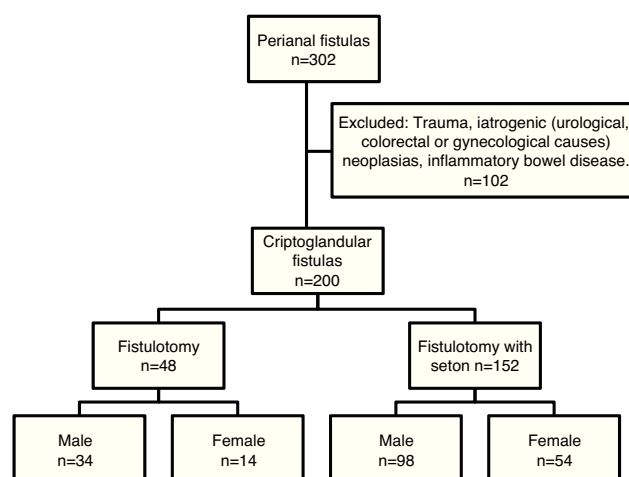 Perianal fistulas
n=302
Excluded: Trauma, iatrogenic (urological,
colorectal or gynecological causes)
neoplasias, inflammatory bowel disease.
n=102
Criptoglandular
fistulas
n=200
Fistulotomy
n=48
Fistulotomy with
seton n=152
Male
n=34
Female
n=14
Male
n=98
Female
n=54